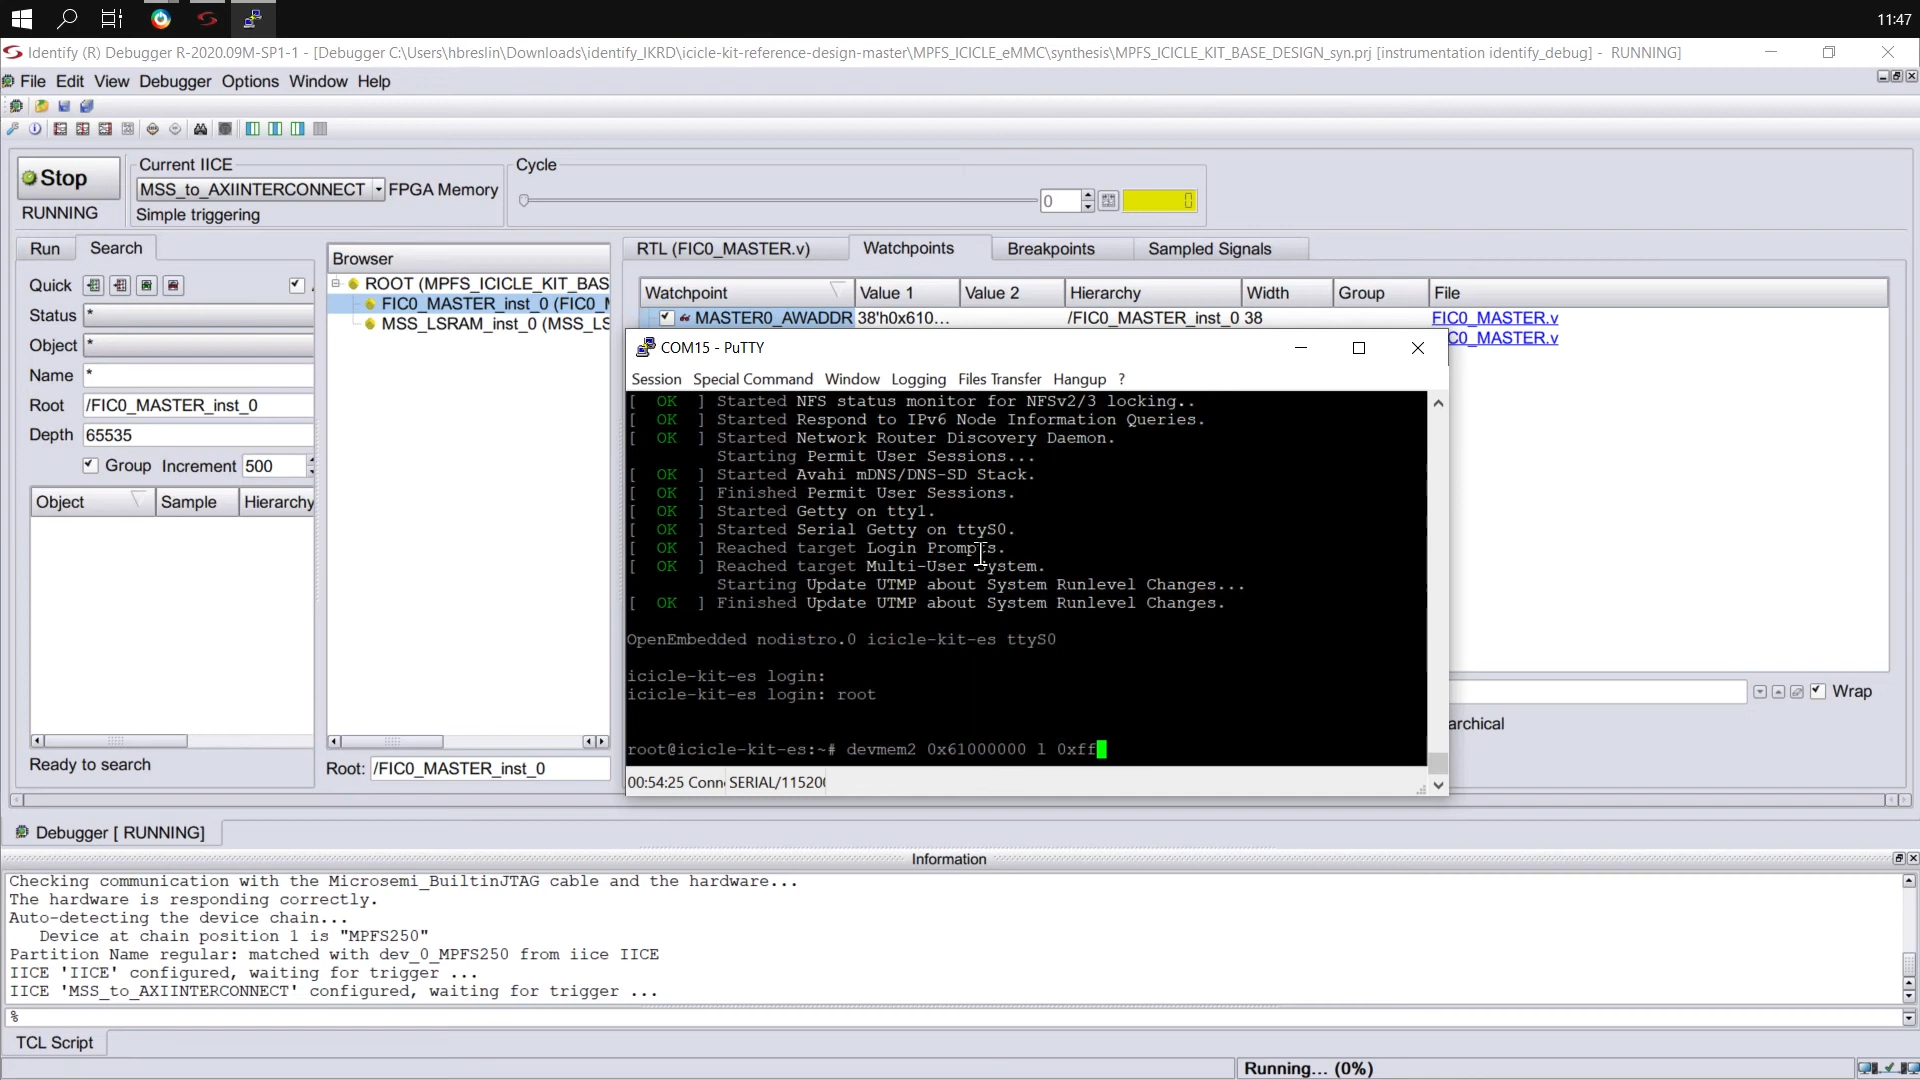 11:47
Identify (R) Debugger R-2020.09M-SP1-1 - [Debugger C:\Users\hbreslin\Downloads\identify_IKRD\icicle-kit-reference-design-master\MPFS_ICICLE_eMMC\synthesis\MPFS_ICICLE_KIT_BASE_DESIGN_syn.prj [instrumentation identify_debug] - RUNNING]
File Edit View Debugger Options Window Help
Stop
RUNNING
Current IICE
MSS_to_AXIINTERCONNECT FPGA Memory
Simple triggering
Cycle
0
0
Run Search
Quick
Status *
Object *
Name *
Root /FIC0_MASTER_inst_0
Depth 65535
Group Increment 500
Object Sample Hierarchy
Ready to search
Browser
ROOT (MPFS_ICICLE_KIT_BAS
FIC0_MASTER_inst_0 (FIC0_
MSS_LSRAM_inst_0 (MSS_LS
Root: /FIC0_MASTER_inst_0
RTL (FIC0_MASTER.v) Watchpoints Breakpoints Sampled Signals
Watchpoint Value 1 Value 2 Hierarchy Width Group File
MASTER0_AWADDR 38'h0x610... /FIC0_MASTER_inst_0 38 FIC0_MASTER.v
C0_MASTER.v
Wrap
archical
COM15 - PuTTY
Session Special Command Window Logging Files Transfer Hangup ?
[ OK ] Started NFS status monitor for NFSv2/3 locking..
[ OK ] Started Respond to IPv6 Node Information Queries.
[ OK ] Started Network Router Discovery Daemon.
Starting Permit User Sessions...
[ OK ] Started Avahi mDNS/DNS-SD Stack.
[ OK ] Finished Permit User Sessions.
[ OK ] Started Getty on tty1.
[ OK ] Started Serial Getty on ttyS0.
[ OK ] Reached target Login Prompts.
[ OK ] Reached target Multi-User System.
Starting Update UTMP about System Runlevel Changes...
[ OK ] Finished Update UTMP about System Runlevel Changes.
OpenEmbedded nodistro.0 icicle-kit-es ttyS0
icicle-kit-es login:
icicle-kit-es login: root
root@icicle-kit-es:~# devmem2 0x61000000 l 0xff
00:54:25 Conne SERIAL/115200
Debugger [ RUNNING]
Information
Checking communication with the Microsemi_BuiltinJTAG cable and the hardware...
The hardware is responding correctly.
Auto-detecting the device chain...
Device at chain position 1 is "MPFS250"
Partition Name regular: matched with dev_0_MPFS250 from iice IICE
IICE 'IICE' configured, waiting for trigger ...
IICE 'MSS_to_AXIINTERCONNECT' configured, waiting for trigger ...
%
TCL Script
Running... (0%)